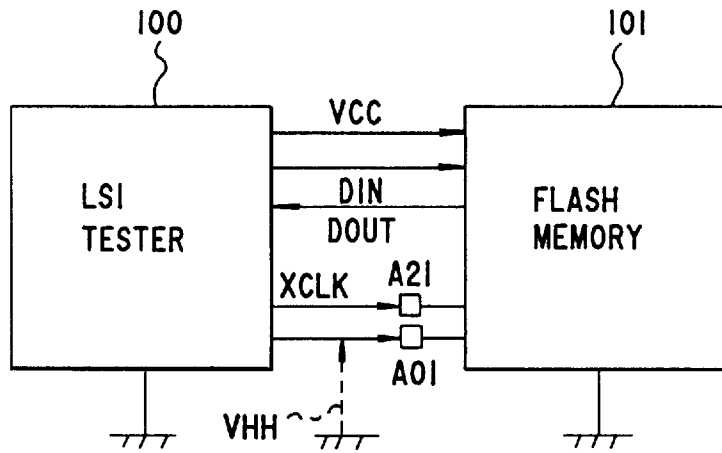 100
101
VCC
DIN
DOUT
LSI
TESTER
FLASH
MEMORY
XCLK
A21
A01
VHH